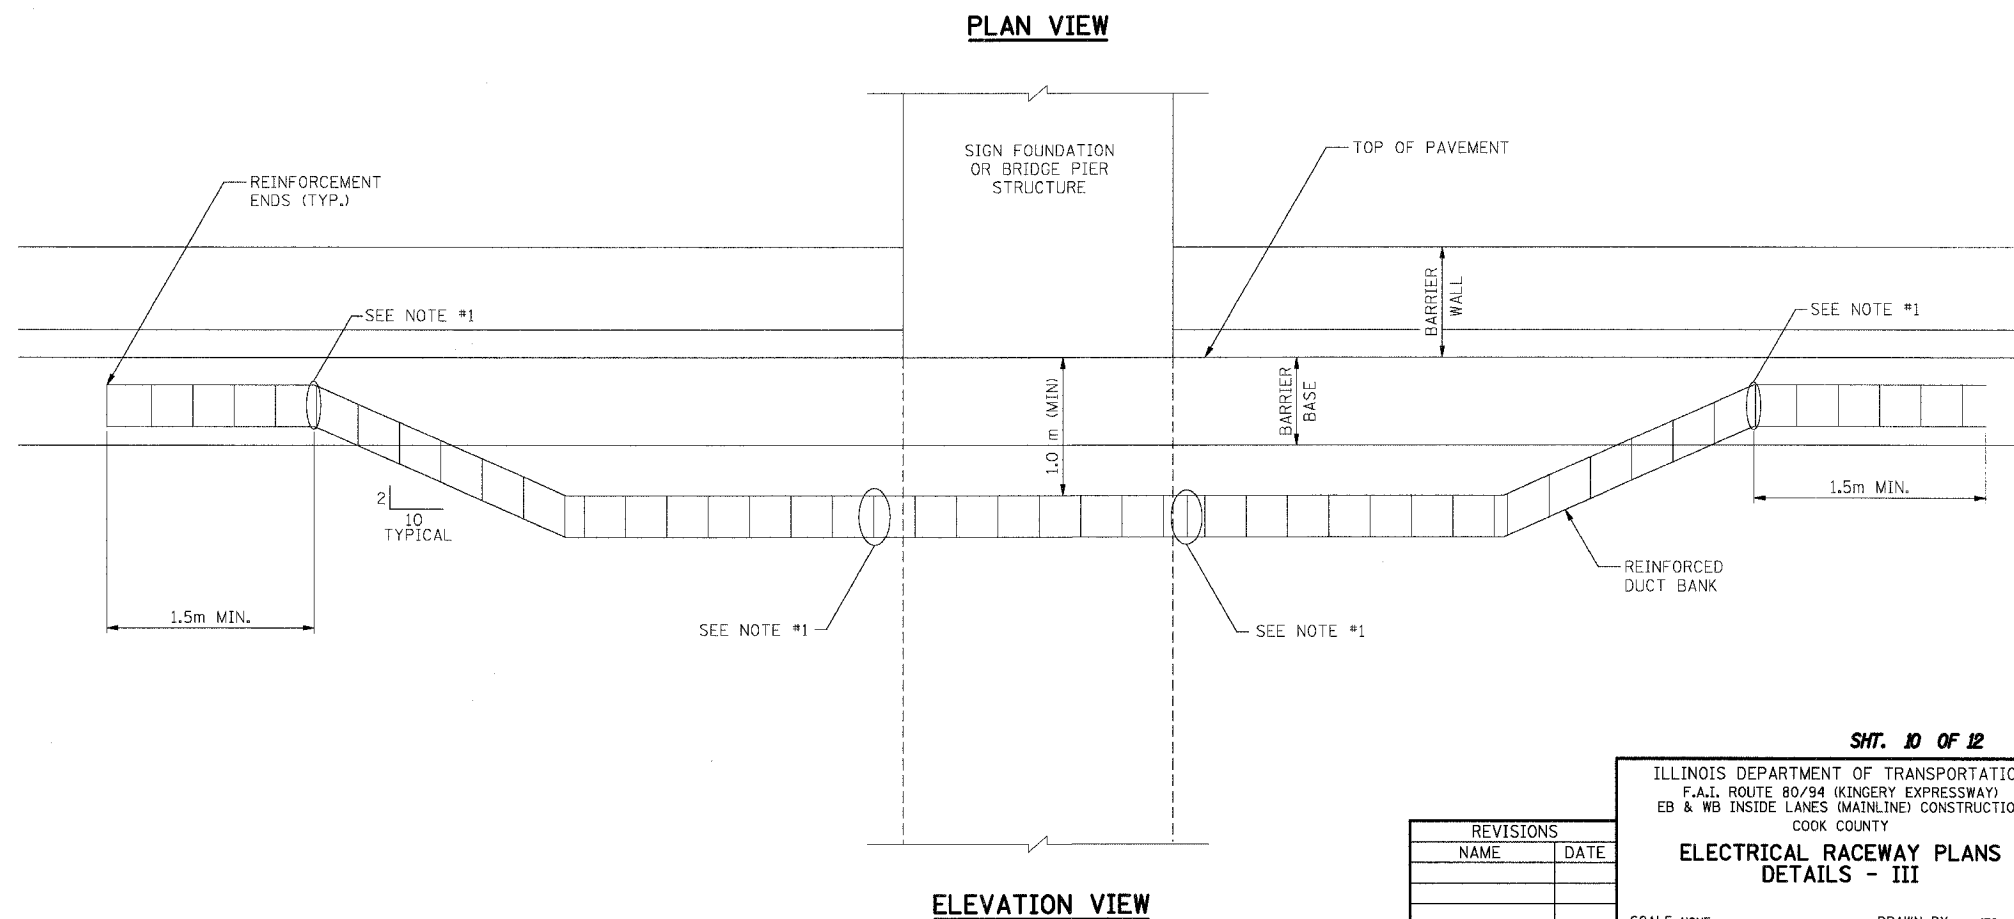 PLAN VIEW
SIGN FOUNDATION
OR BRIDGE PIER
STRUCTURE
TOP OF PAVEMENT
REINFORCEMENT
ENDS (TYP.)
SEE NOTE #1
BARRIER
WALL
SEE NOTE #1
1.0 m (MIN)
BARRIER
BASE
2
10
TYPICAL
1.5m MIN.
REINFORCED
DUCT BANK
1.5m MIN.
SEE NOTE #1
SEE NOTE #1
SHT. 10 OF 12
ILLINOIS DEPARTMENT OF TRANSPORTATIO
F.A.I. ROUTE 80/94 (KINGERY EXPRESSWAY)
EB & WB INSIDE LANES (MAINLINE) CONSTRUCTIO
COOK COUNTY
ELECTRICAL RACEWAY PLANS
DETAILS - III
REVISIONS
NAME DATE
ELEVATION VIEW